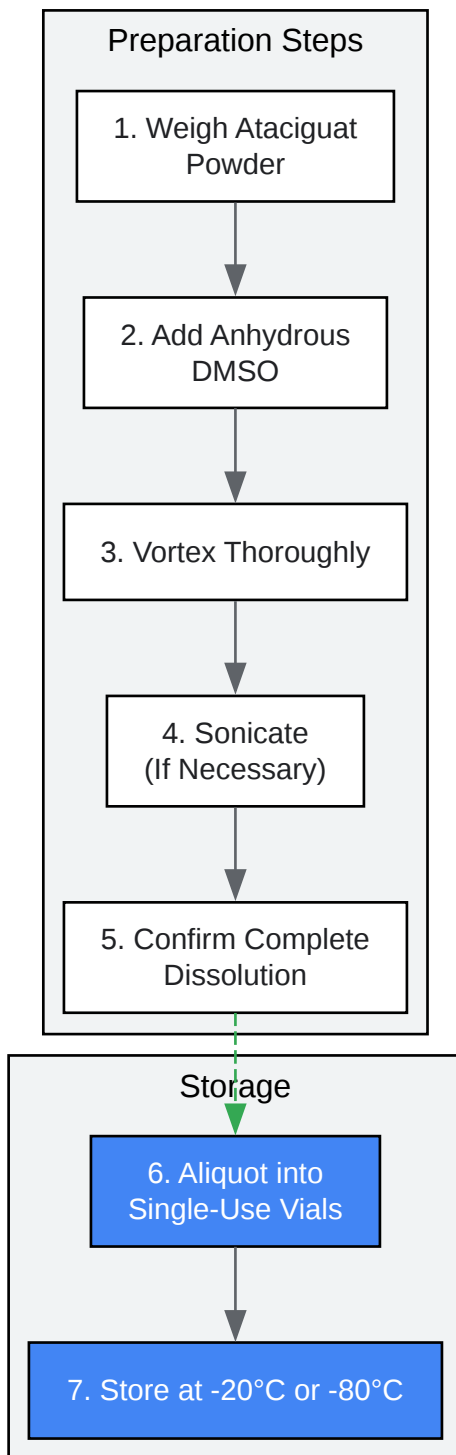 Preparation Steps
1. Weigh Ataciguat
Powder
2. Add Anhydrous
DMSO
3. Vortex Thoroughly
4. Sonicate
(If Necessary)
5. Confirm Complete
Dissolution
Storage
6. Aliquot into
Single-Use Vials
7. Store at -20°C or -80°C